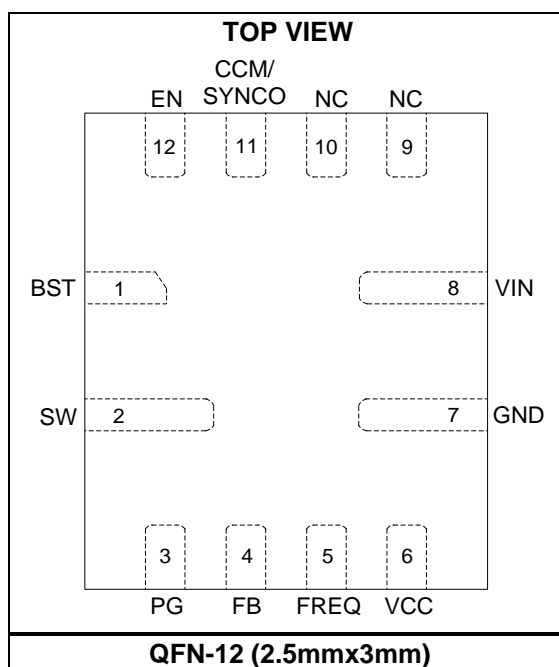 TOP VIEW
CCM/
EN SYNCO NC NC
12 11 10 9
BST 1 8 VIN
SW 2 7 GND
3 4 5 6
PG FB FREQ VCC
QFN-12 (2.5mmx3mm)